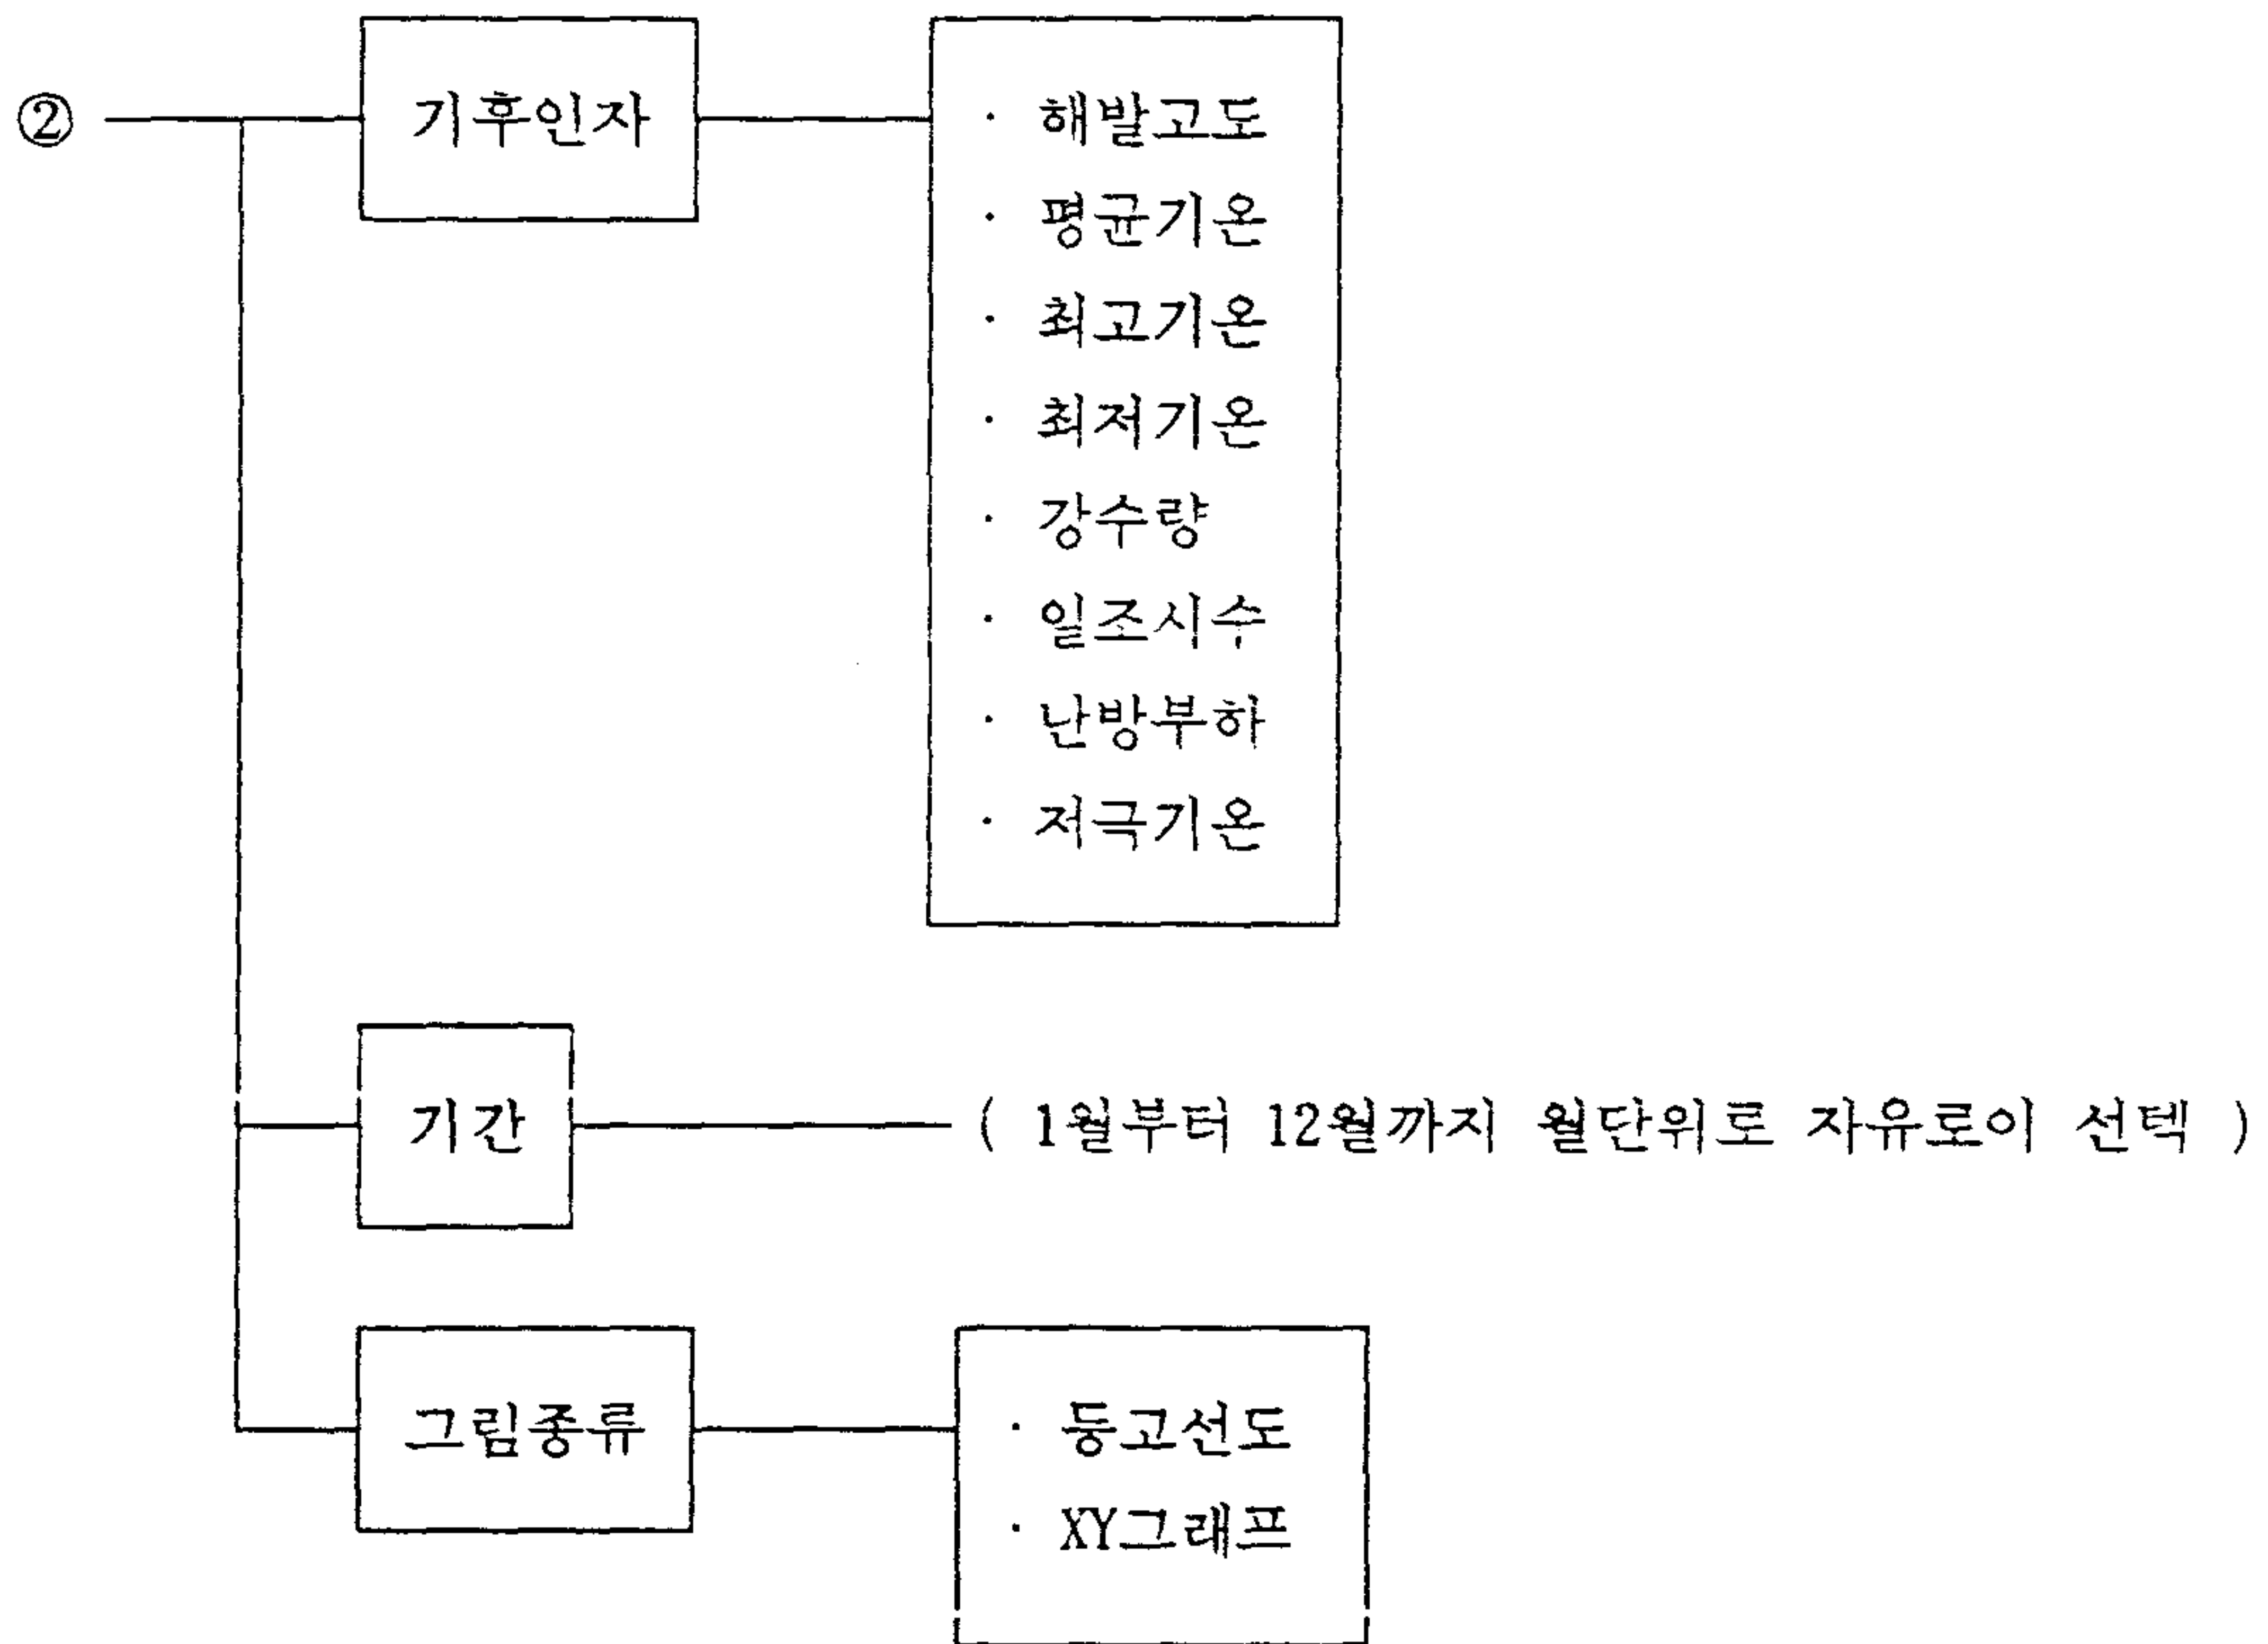 ② 기후인자 · 해발고도
· 평균기온
· 최고기온
· 최저기온
· 강수량
· 일조시수
· 난방부하
· 저극기온
기간 ( 1월부터 12월까지 월단위로 자유로이 선택 )
그림종류 · 등고선도
· XY그래프